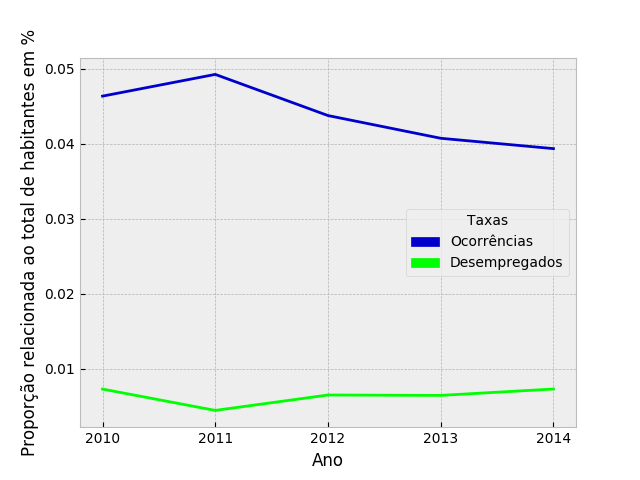 Proporção relacionada ao total de habitantes em %
0.05
0.04
0.03
0.02
0.01
Taxas
Ocorrências
Desempregados
2010 2011 2012 2013 2014
Ano